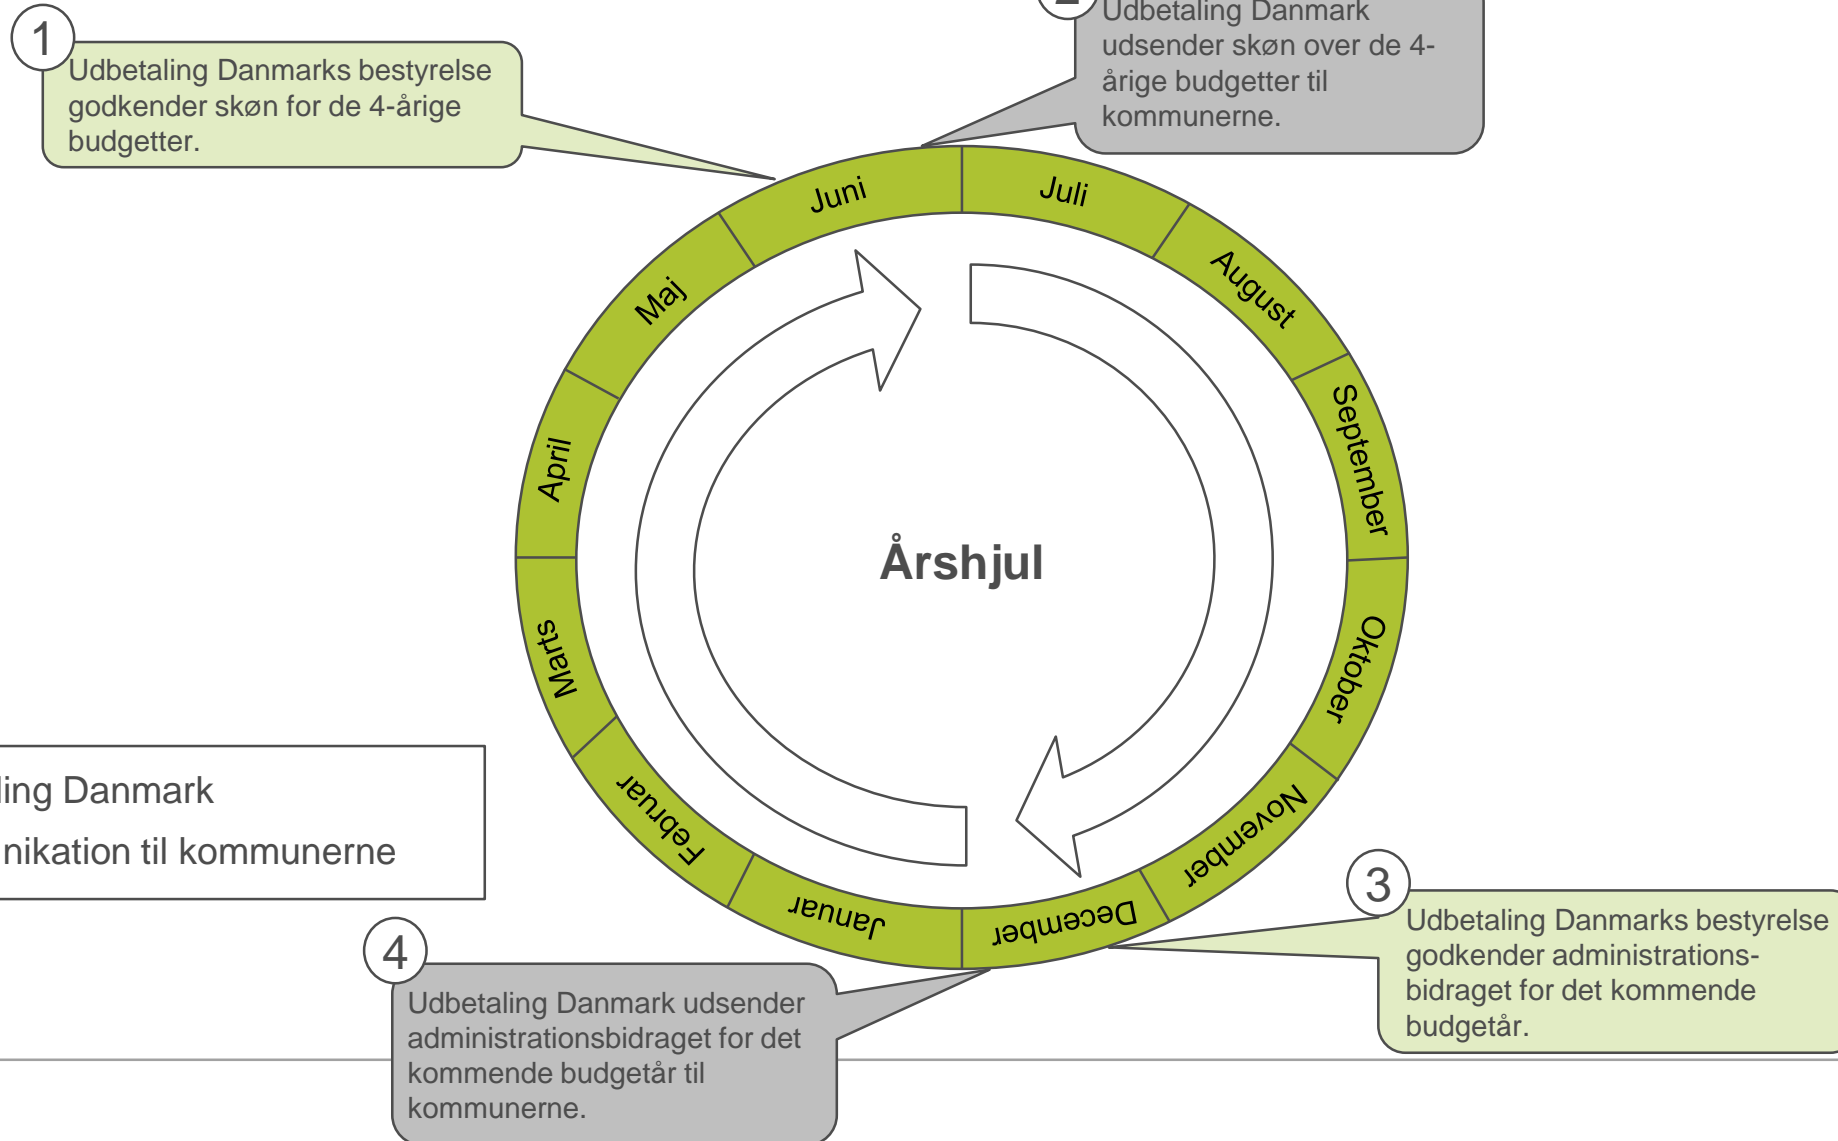 1
Udbetaling Danmarks bestyrelse
godkender skøn for de 4-årige
budgetter.
Udbetaling Danmark
udsender skøn over de 4-
årige budgetter til
kommunerne.
Juni
Juli
August
September
Oktober
November
December
Januar
Februar
Marts
April
Maj
Årshjul
ling Danmark
nikation til kommunerne
3
Udbetaling Danmarks bestyrelse
godkender administrations-
bidraget for det kommende
budgetår.
4
Udbetaling Danmark udsender
administrationsbidraget for det
kommende budgetår til
kommunerne.